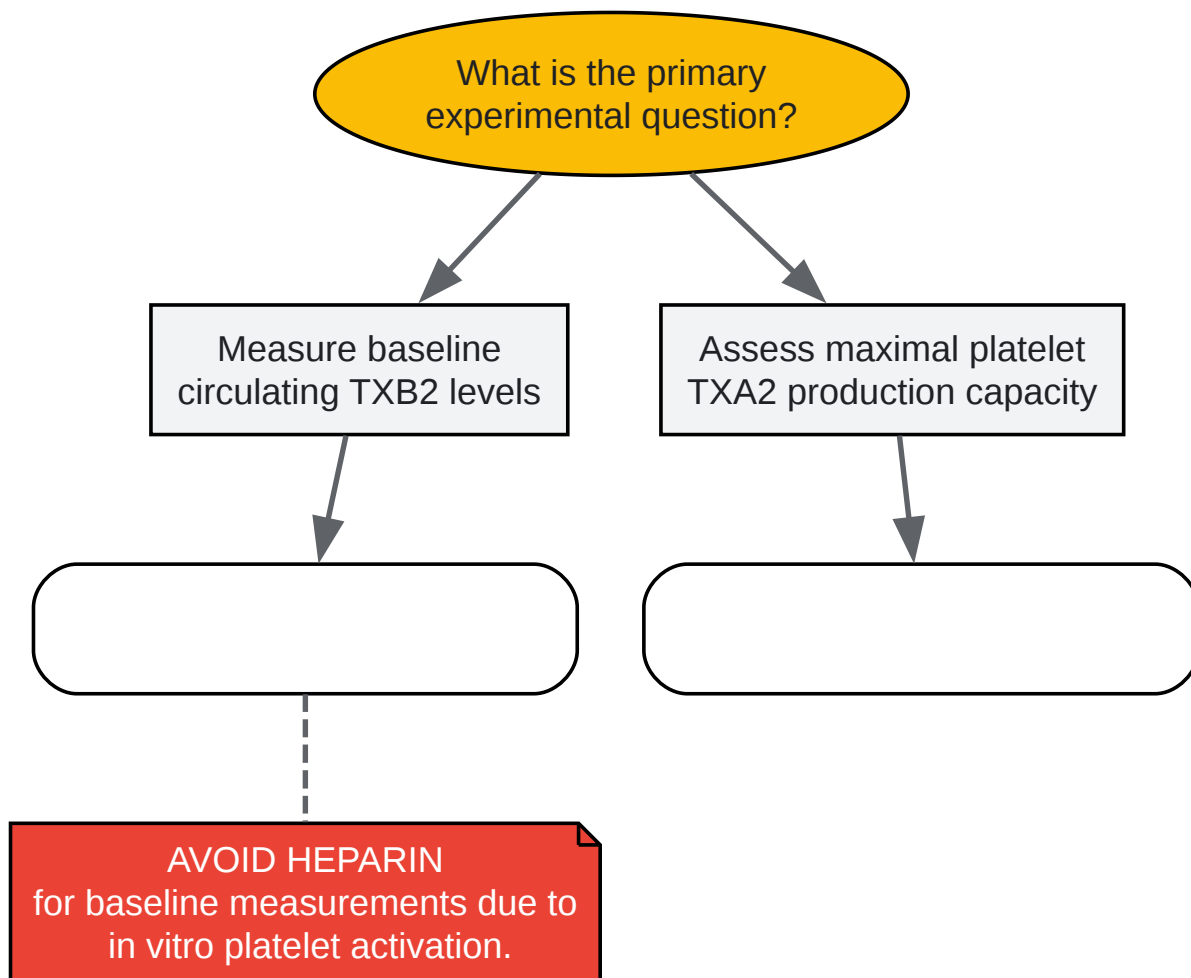 What is the primary
experimental question?
Measure baseline
circulating TXB2 levels
Assess maximal platelet
TXA2 production capacity
AVOID HEPARIN
for baseline measurements due to
in vitro platelet activation.